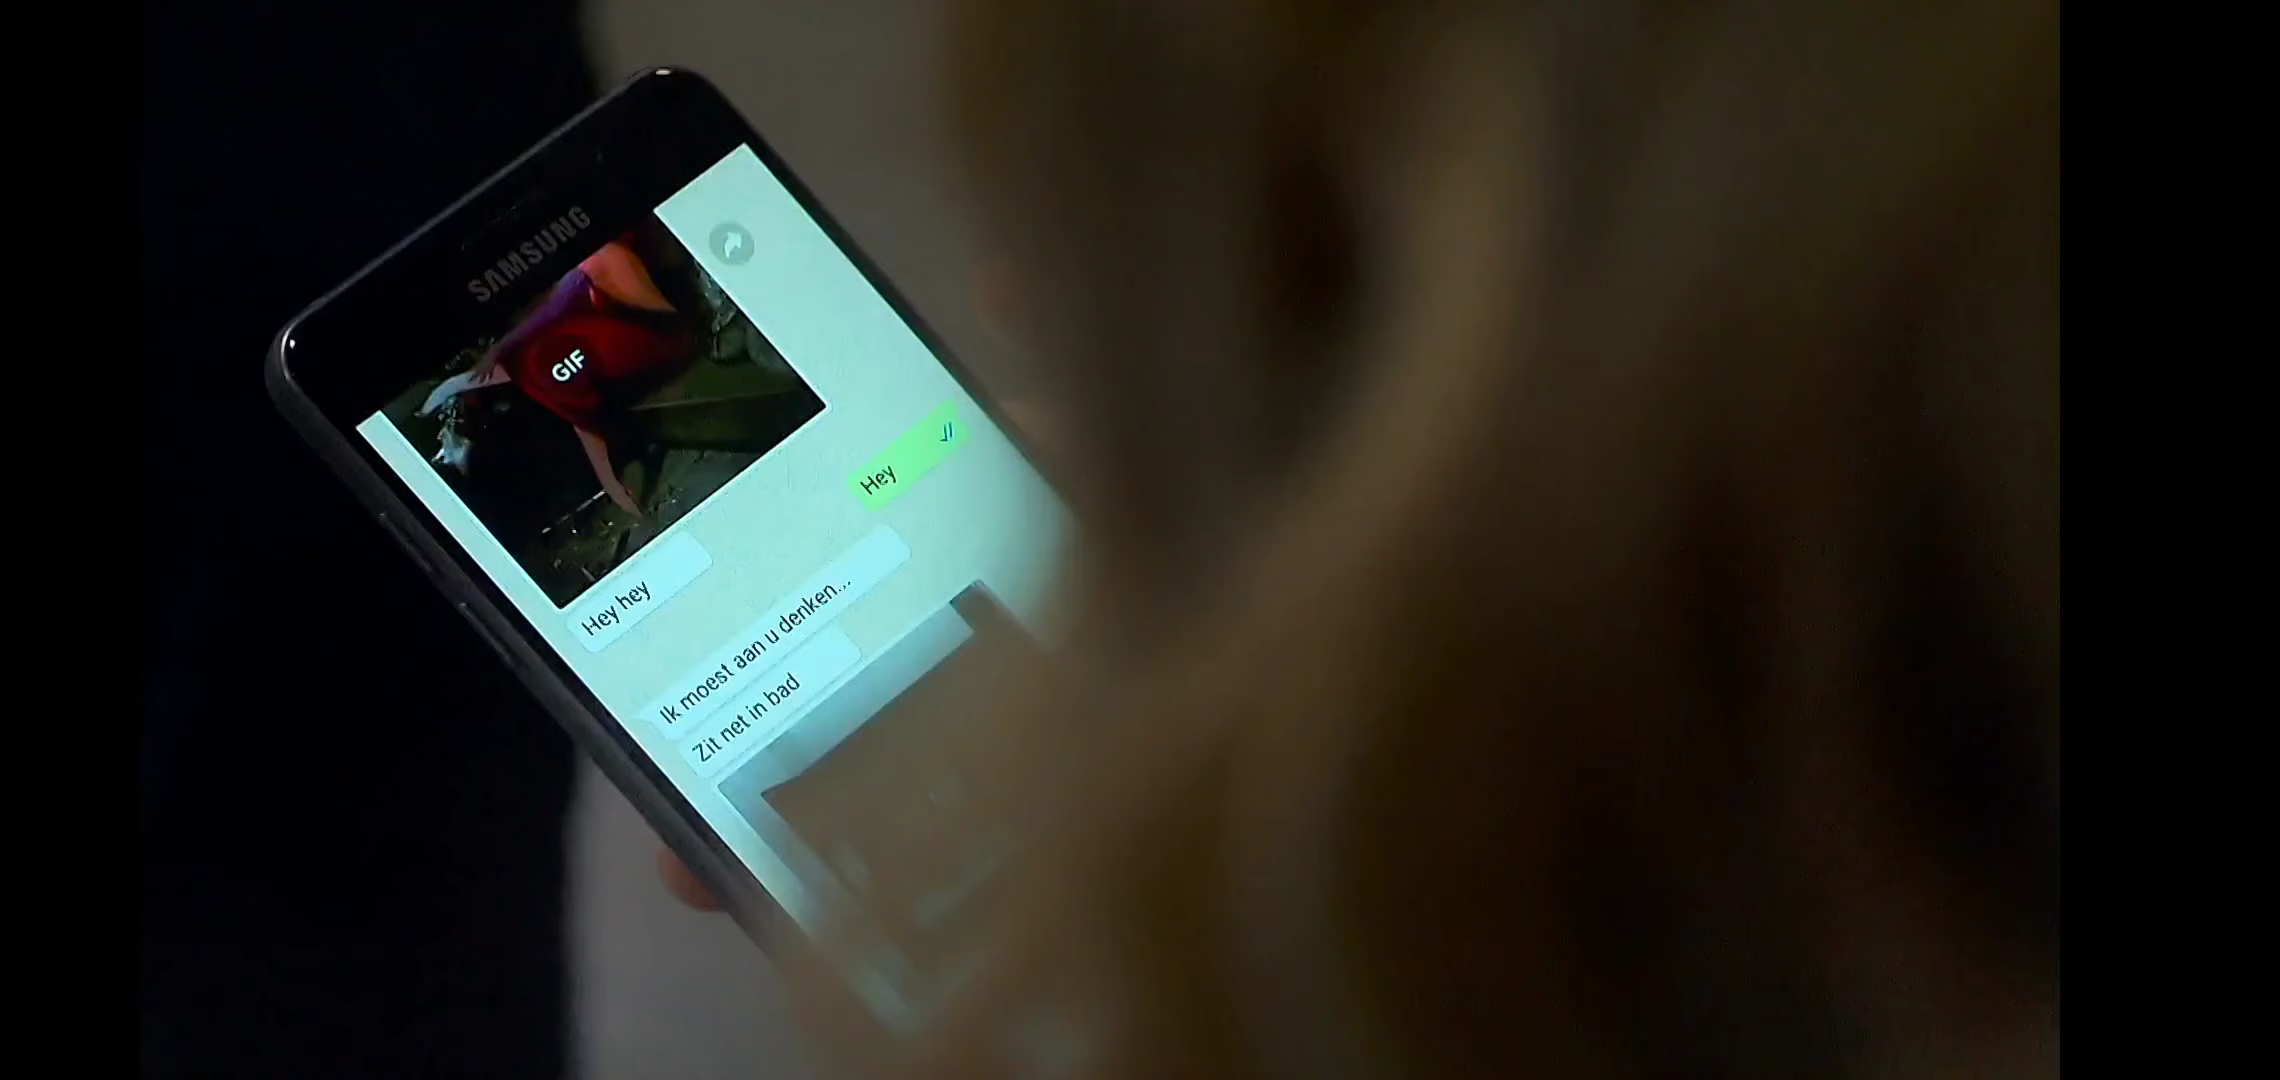 SAMSUNG
GIF
Hey
Hey hey
Ik moest aan u denken...
Zit net in bad